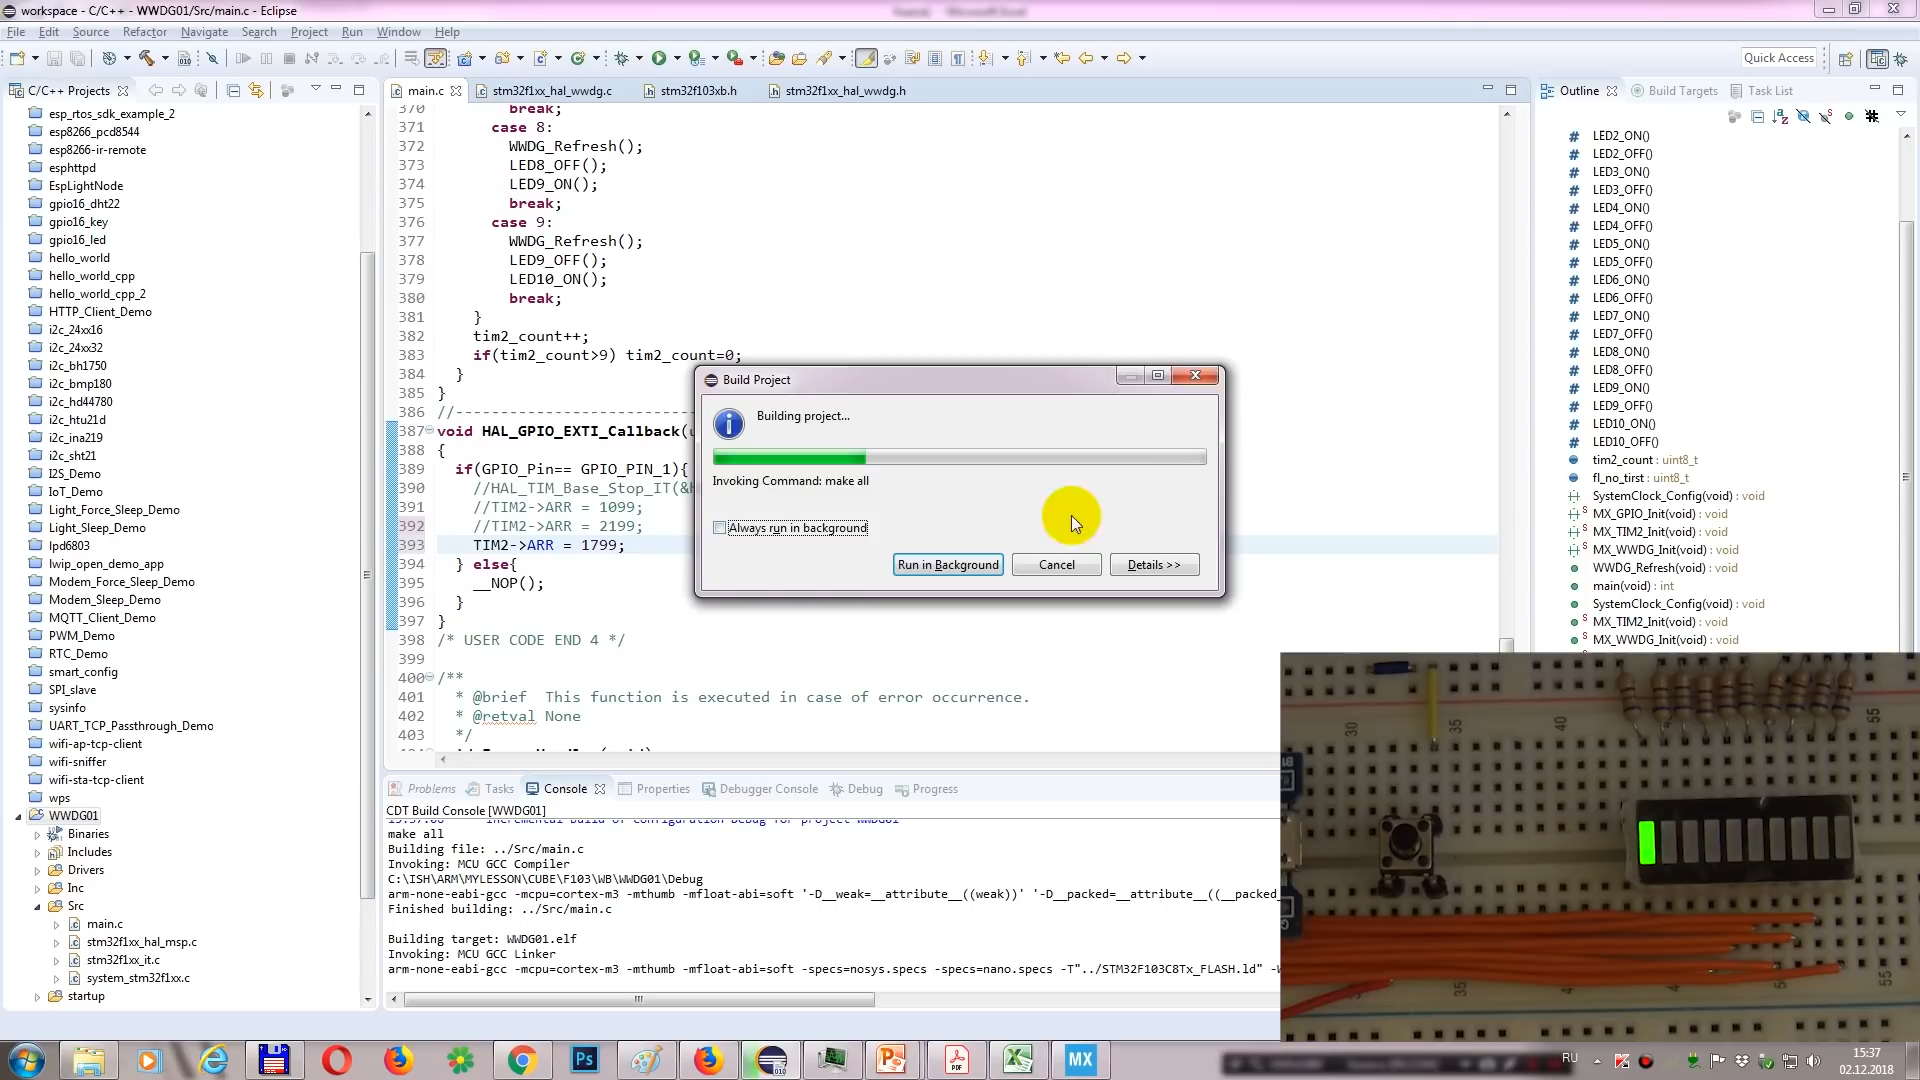 workspace - C/C++ - WWDG01/Src/main.c - Eclipse
File Edit Source Refactor Navigate Search Project Run Window Help
Quick Access
C/C++ Projects
esp_rtos_sdk_example_2
esp8266_pcd8544
esp8266-ir-remote
esphttpd
EspLightNode
gpio16_dht22
gpio16_key
gpio16_led
hello_world
hello_world_cpp
hello_world_cpp_2
HTTP_Client_Demo
i2c_24xx16
i2c_24xx32
i2c_bh1750
i2c_bmp180
i2c_hd44780
i2c_htu21d
i2c_ina219
i2c_sht21
I2S_Demo
IoT_Demo
Light_Force_Sleep_Demo
Light_Sleep_Demo
lpd6803
lwip_open_demo_app
Modem_Force_Sleep_Demo
Modem_Sleep_Demo
MQTT_Client_Demo
PWM_Demo
RTC_Demo
smart_config
SPI_slave
sysinfo
UART_TCP_Passthrough_Demo
wifi-ap-tcp-client
wifi-sniffer
wifi-sta-tcp-client
wps
WWDG01
Binaries
Includes
Drivers
Inc
Src
main.c
stm32f1xx_hal_msp.c
stm32f1xx_it.c
system_stm32f1xx.c
startup
main.c stm32f1xx_hal_wwdg.c stm32f103xb.h stm32f1xx_hal_wwdg.h
370 break;
371 case 8:
372 WWDG_Refresh();
373 LED8_OFF();
374 LED9_ON();
375 break;
376 case 9:
377 WWDG_Refresh();
378 LED9_OFF();
379 LED10_ON();
380 break;
381 }
382 tim2_count++;
383 if(tim2_count>9) tim2_count=0;
384 }
385 }
386 //--------------------------
387 void HAL_GPIO_EXTI_Callback(
388 {
389 if(GPIO_Pin== GPIO_PIN_1){
390 //HAL_TIM_Base_Stop_IT(&
391 //TIM2->ARR = 1099;
392 //TIM2->ARR = 2199;
393 TIM2->ARR = 1799;
394 } else{
395 __NOP();
396 }
397 }
398 /* USER CODE END 4 */
399
400 /**
401 * @brief This function is executed in case of error occurrence.
402 * @retval None
403 */
Build Project
Building project...
Invoking Command: make all
Always run in background
Run in Background Cancel Details >>
Problems Tasks Console Properties Debugger Console Debug Progress
CDT Build Console [WWDG01]
make all
Building file: ../Src/main.c
Invoking: MCU GCC Compiler
C:\ISH\ARM\MYLESSON\CUBE\F103\WB\WWDG01\Debug
arm-none-eabi-gcc -mcpu=cortex-m3 -mthumb -mfloat-abi=soft '-D__weak=__attribute__((weak))' '-D__packed=__attribute__((__packed_
Finished building: ../Src/main.c
Building target: WWDG01.elf
Invoking: MCU GCC Linker
arm-none-eabi-gcc -mcpu=cortex-m3 -mthumb -mfloat-abi=soft -specs=nosys.specs -specs=nano.specs -T"../STM32F103C8Tx_FLASH.ld"
Outline Build Targets Task List
LED2_ON()
LED2_OFF()
LED3_ON()
LED3_OFF()
LED4_ON()
LED4_OFF()
LED5_ON()
LED5_OFF()
LED6_ON()
LED6_OFF()
LED7_ON()
LED7_OFF()
LED8_ON()
LED8_OFF()
LED9_ON()
LED9_OFF()
LED10_ON()
LED10_OFF()
tim2_count : uint8_t
fl_no_tirst : uint8_t
SystemClock_Config(void) : void
MX_GPIO_Init(void) : void
MX_TIM2_Init(void) : void
MX_WWDG_Init(void) : void
WWDG_Refresh(void) : void
main(void) : int
SystemClock_Config(void) : void
MX_TIM2_Init(void) : void
MX_WWDG_Init(void) : void
30 35 40 55
35 55
Ps
PDF
MX
RU
15:37
02.12.2018